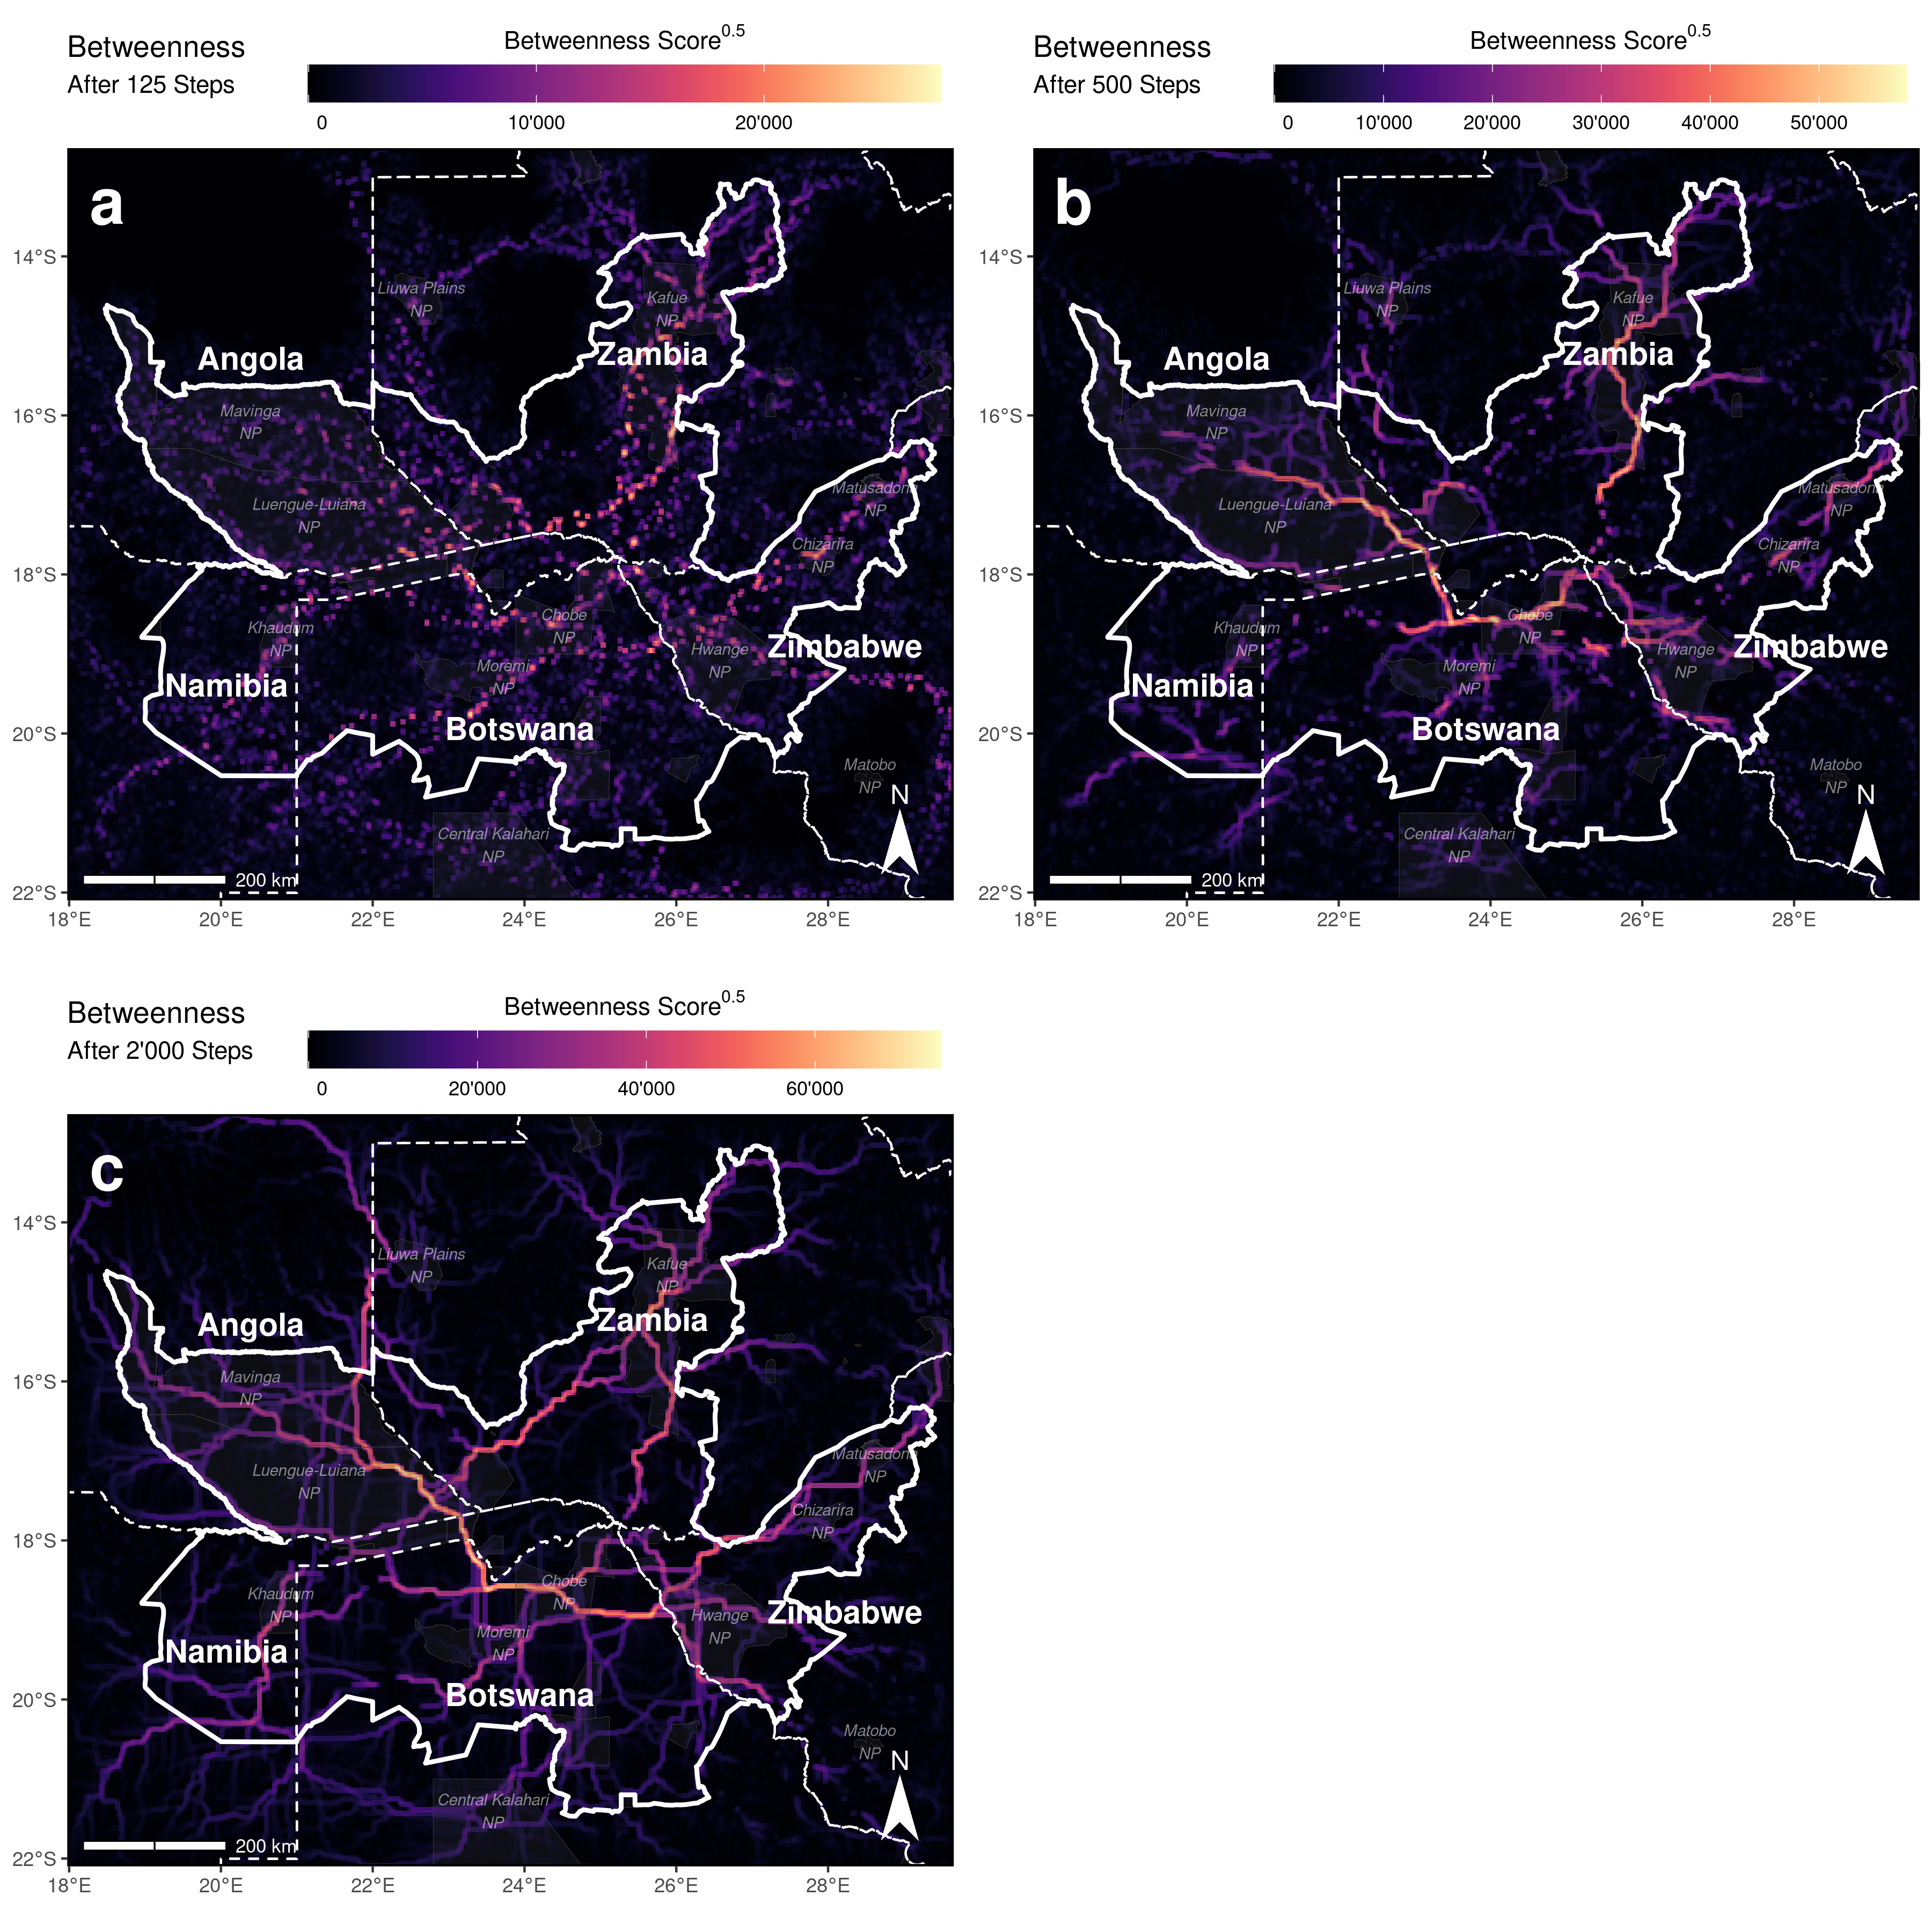 Betweenness
After 125 Steps
Betweenness Score0.5
0 10'000 20'000
a
14°S
16°S
18°S
20°S
22°S
Liuwa Plains
NP
Kafue
NP
Zambia
Angola
Mavinga
NP
Luengue-Luiana
NP
Matusadona
NP
Chizarira
NP
Khaudum
NP
Chobe
NP
Hwange
NP
Zimbabwe
Moremi
NP
Namibia
Botswana
Matobo
NP
N
Central Kalahari
NP
200 km
18°E 20°E 22°E 24°E 26°E 28°E
Betweenness
After 500 Steps
Betweenness Score0.5
0 10'000 20'000 30'000 40'000 50'000
b
14°S
16°S
18°S
20°S
22°S
Liuwa Plains
NP
Kafue
NP
Zambia
Angola
Mavinga
NP
Luengue-Luiana
NP
Matusadona
NP
Chizarira
NP
Khaudum
NP
Chobe
NP
Hwange
NP
Zimbabwe
Moremi
NP
Namibia
Botswana
Matobo
NP
N
Central Kalahari
NP
200 km
18°E 20°E 22°E 24°E 26°E 28°E
Betweenness
After 2'000 Steps
Betweenness Score0.5
0 20'000 40'000 60'000
c
14°S
16°S
18°S
20°S
22°S
Liuwa Plains
NP
Kafue
NP
Zambia
Angola
Mavinga
NP
Luengue-Luiana
NP
Matusadona
NP
Chizarira
NP
Khaudum
NP
Chobe
NP
Hwange
NP
Zimbabwe
Moremi
NP
Namibia
Botswana
Matobo
NP
N
Central Kalahari
NP
200 km
18°E 20°E 22°E 24°E 26°E 28°E